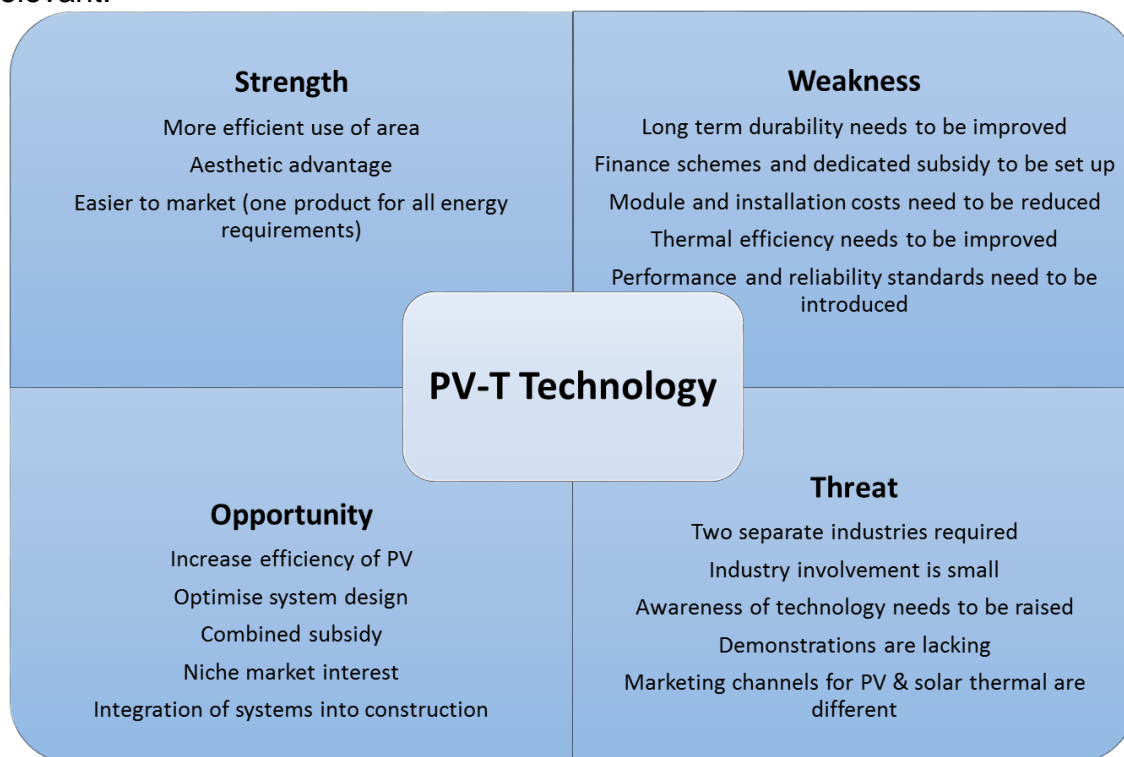 elevant.
Strength
More efficient use of area
Aesthetic advantage
Easier to market (one product for all energy
requirements)
Weakness
Long term durability needs to be improved
Finance schemes and dedicated subsidy to be set up
Module and installation costs need to be reduced
Thermal efficiency needs to be improved
Performance and reliability standards need to be
introduced
PV-T Technology
Opportunity
Increase efficiency of PV
Optimise system design
Combined subsidy
Niche market interest
Integration of systems into construction
Threat
Two separate industries required
Industry involvement is small
Awareness of technology needs to be raised
Demonstrations are lacking
Marketing channels for PV & solar thermal are
different